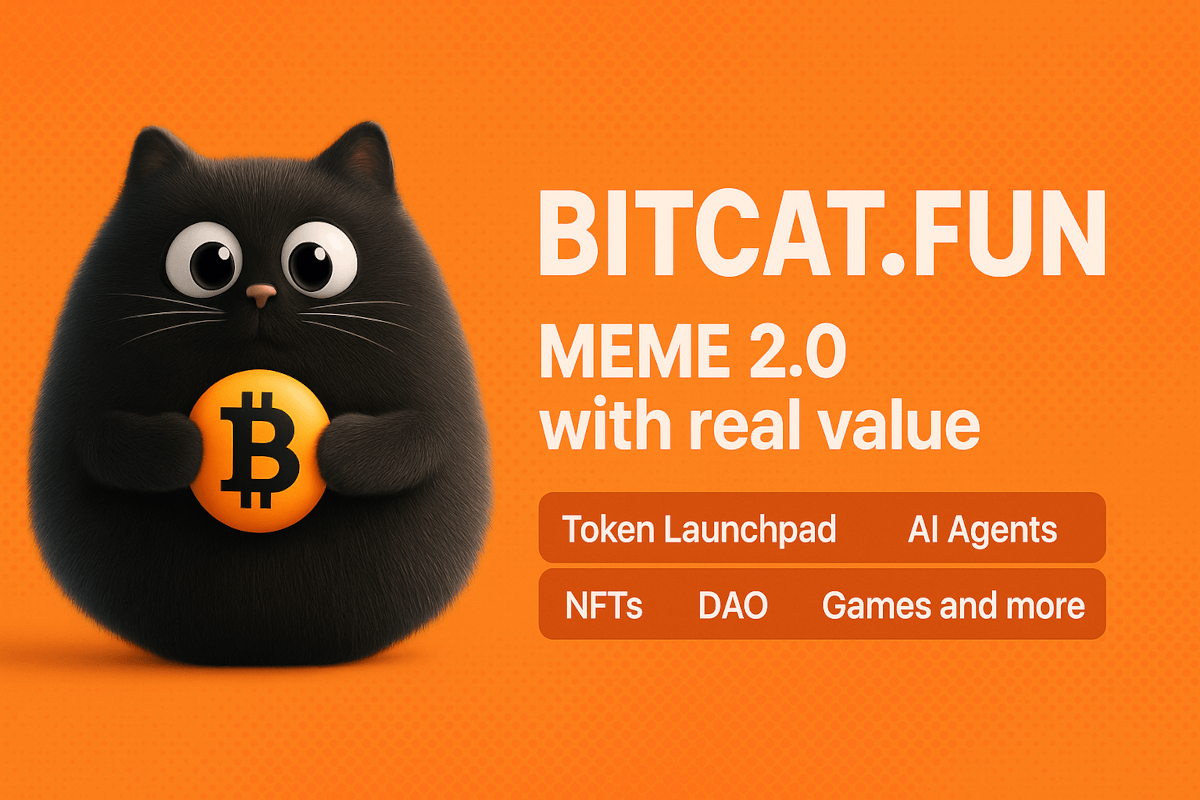 BITCAT.FUN
MEME 2.0
with real value
Token Launchpad AI Agents
NFTs DAO Games and more